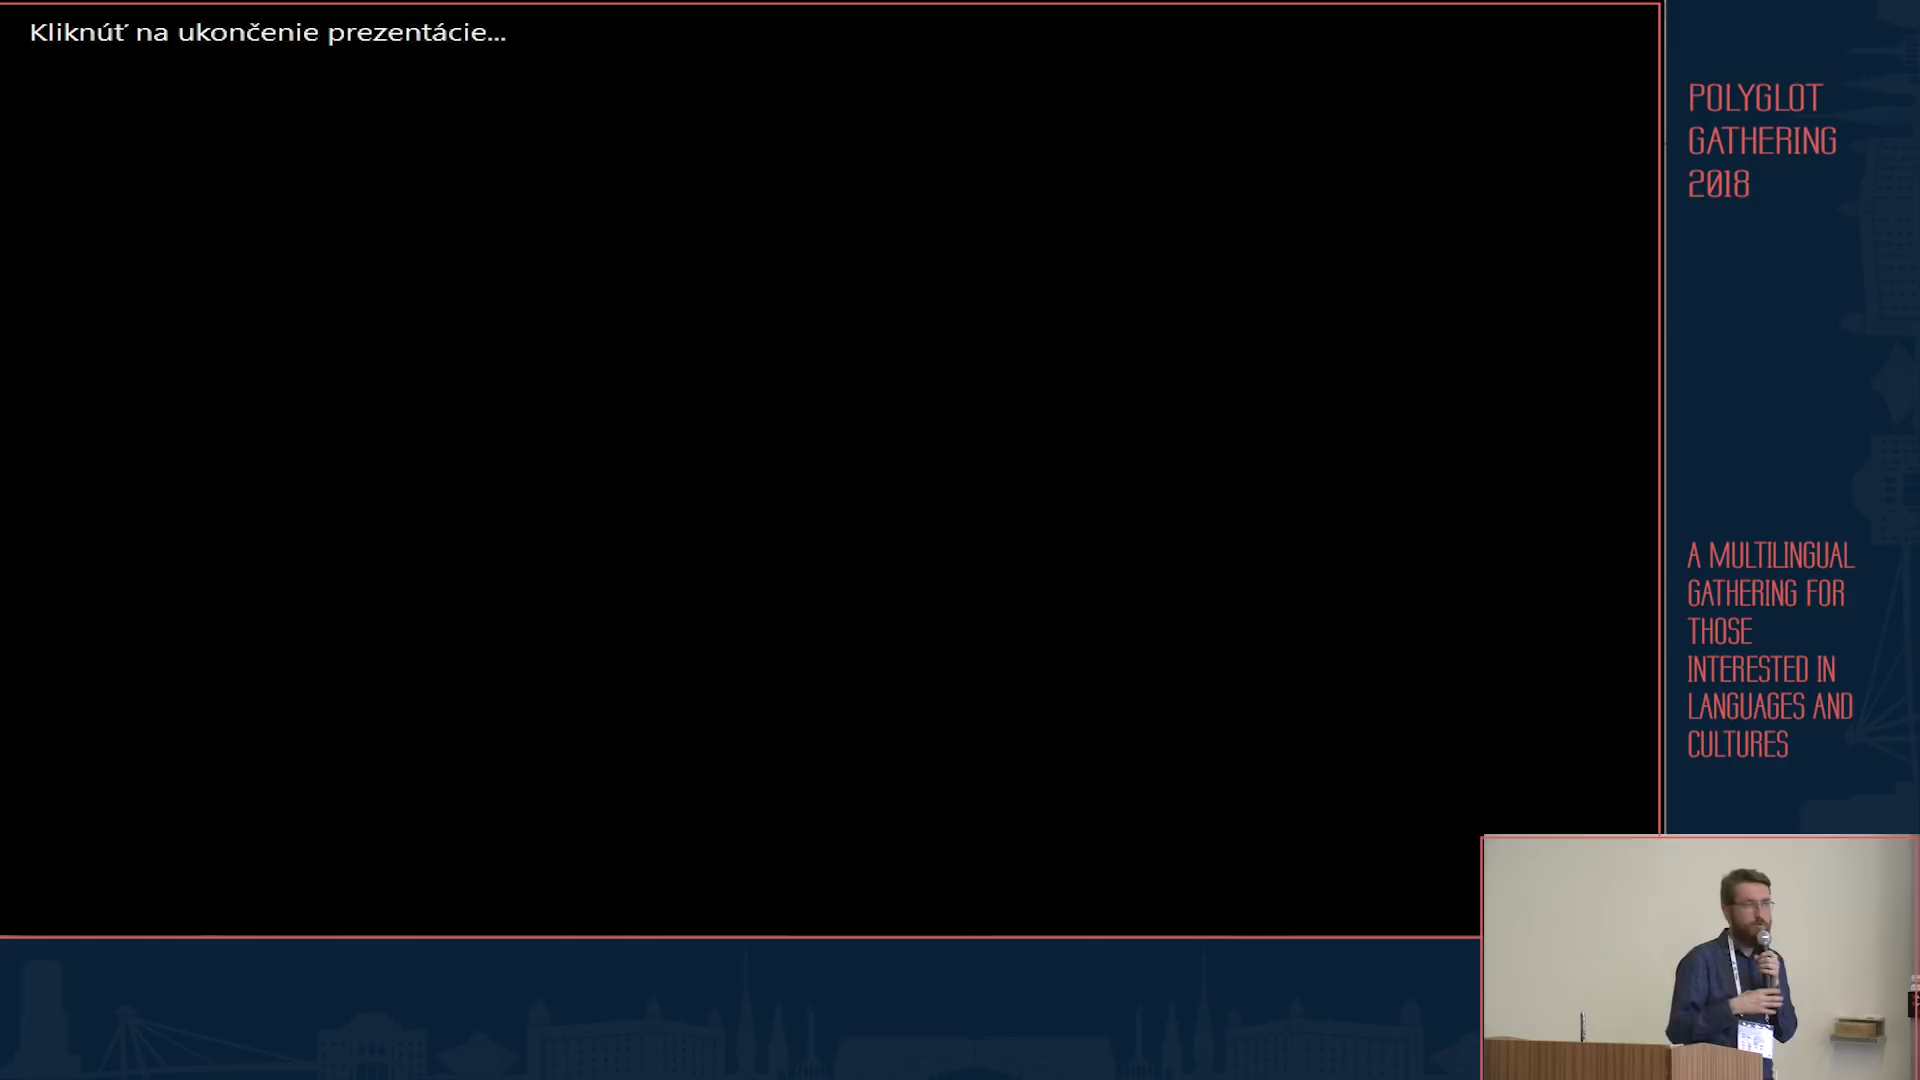 Kliknúť na ukončenie prezentácie...
POLYGLOT
GATHERING
2018
A MULTILINGUAL
GATHERING FOR
THOSE
INTERESTED IN
LANGUAGES AND
CULTURES